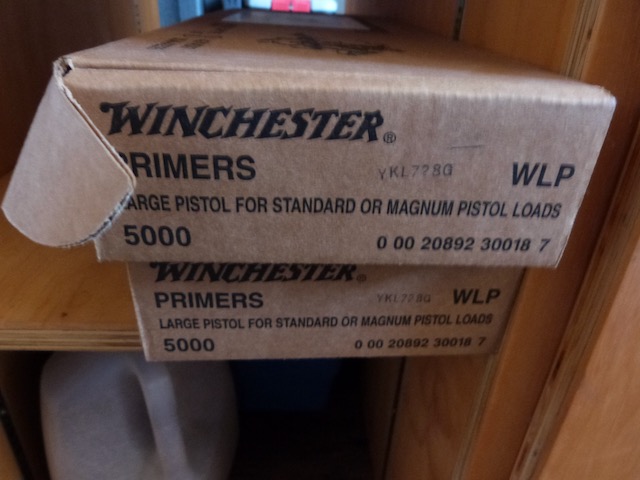 WINCHESTER®
PRIMERS YKL728G WLP
LARGE PISTOL FOR STANDARD OR MAGNUM PISTOL LOADS
5000 0 00 20892 30018 7
WINCHESTER®
PRIMERS YKL728G WLP
LARGE PISTOL FOR STANDARD OR MAGNUM PISTOL LOADS
5000 0 00 20892 30018 7